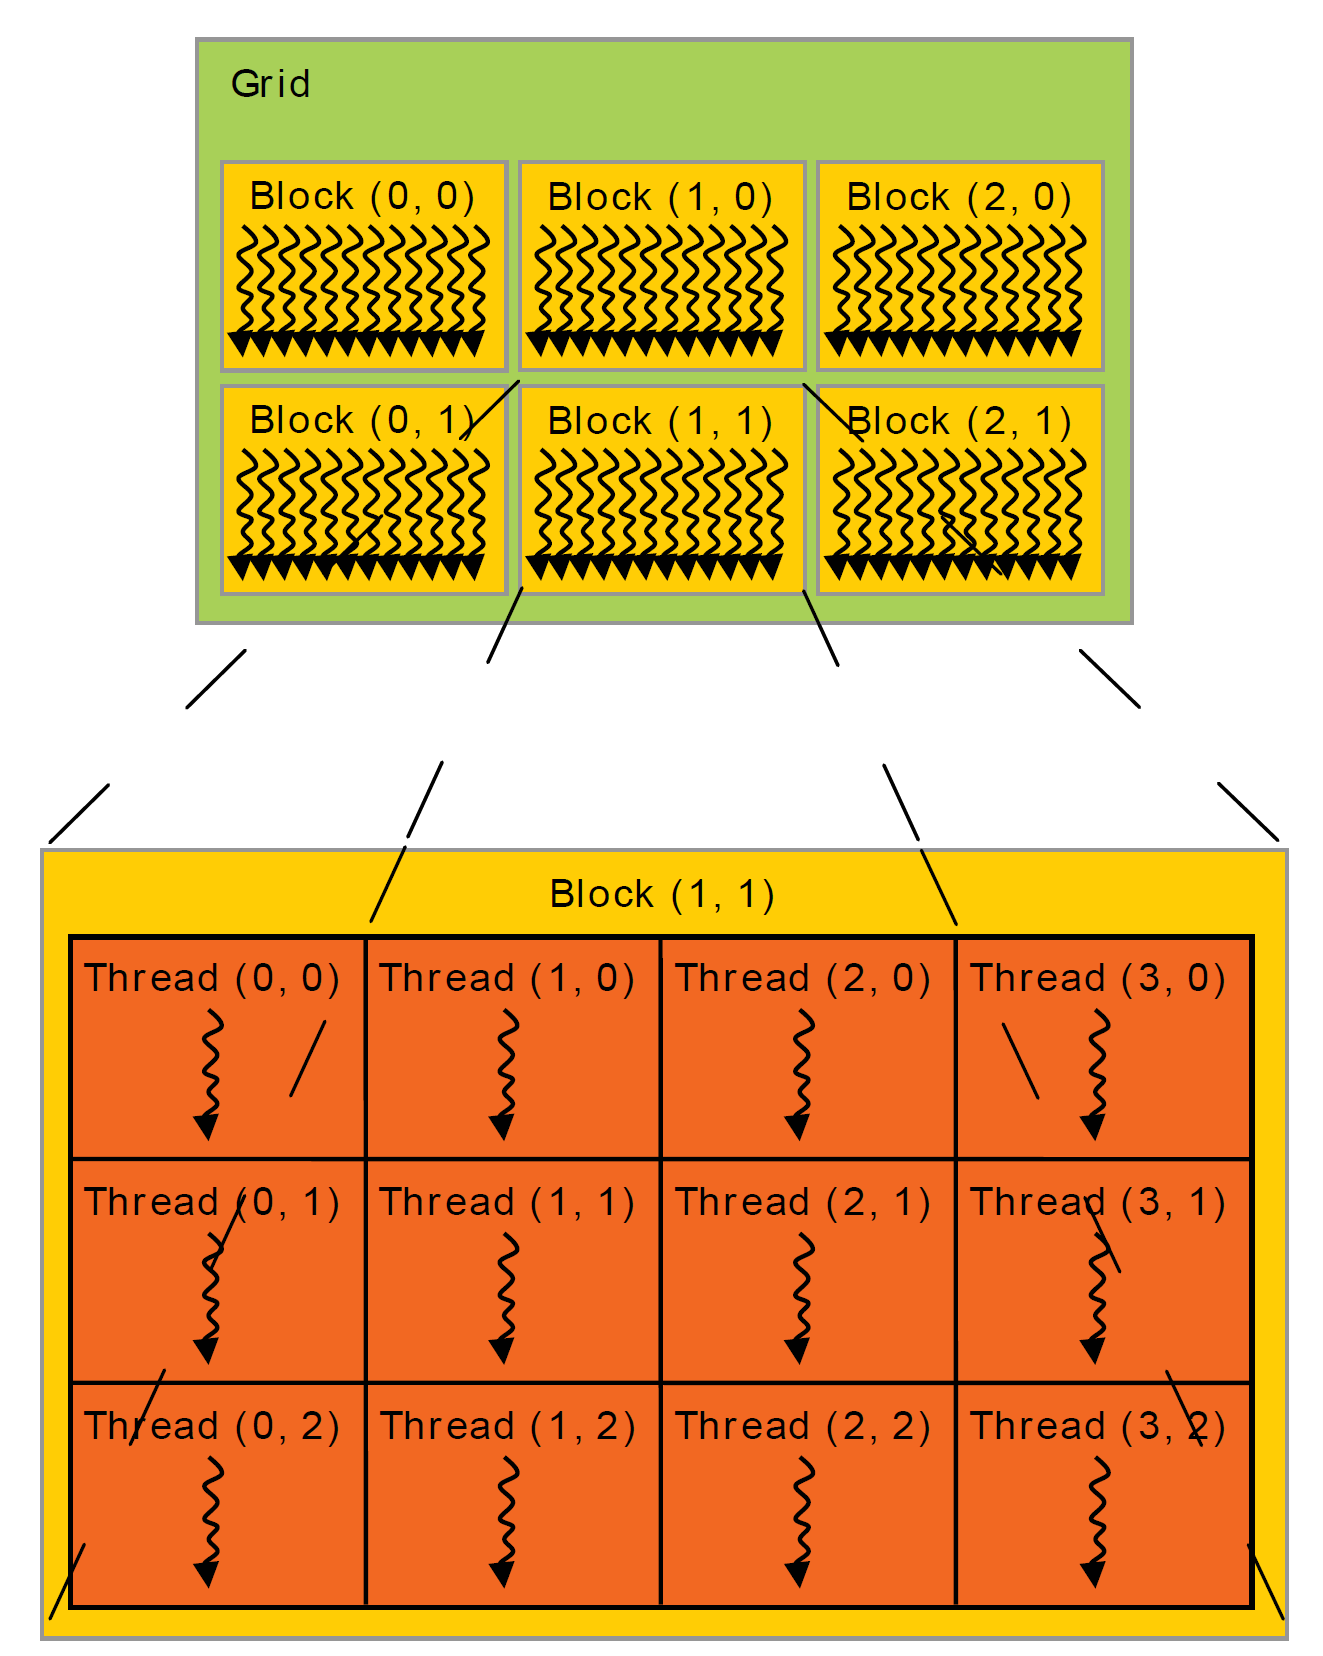 Grid
Block (0, 0) Block (1, 0) Block (2, 0)
Block (0, 1) Block (1, 1) Block (2, 1)
Block (1, 1)
Thread (0, 0) Thread (1, 0) Thread (2, 0) Thread (3, 0)
Thread (0, 1) Thread (1, 1) Thread (2, 1) Thread (3, 1)
Thread (0, 2) Thread (1, 2) Thread (2, 2) Thread (3, 2)